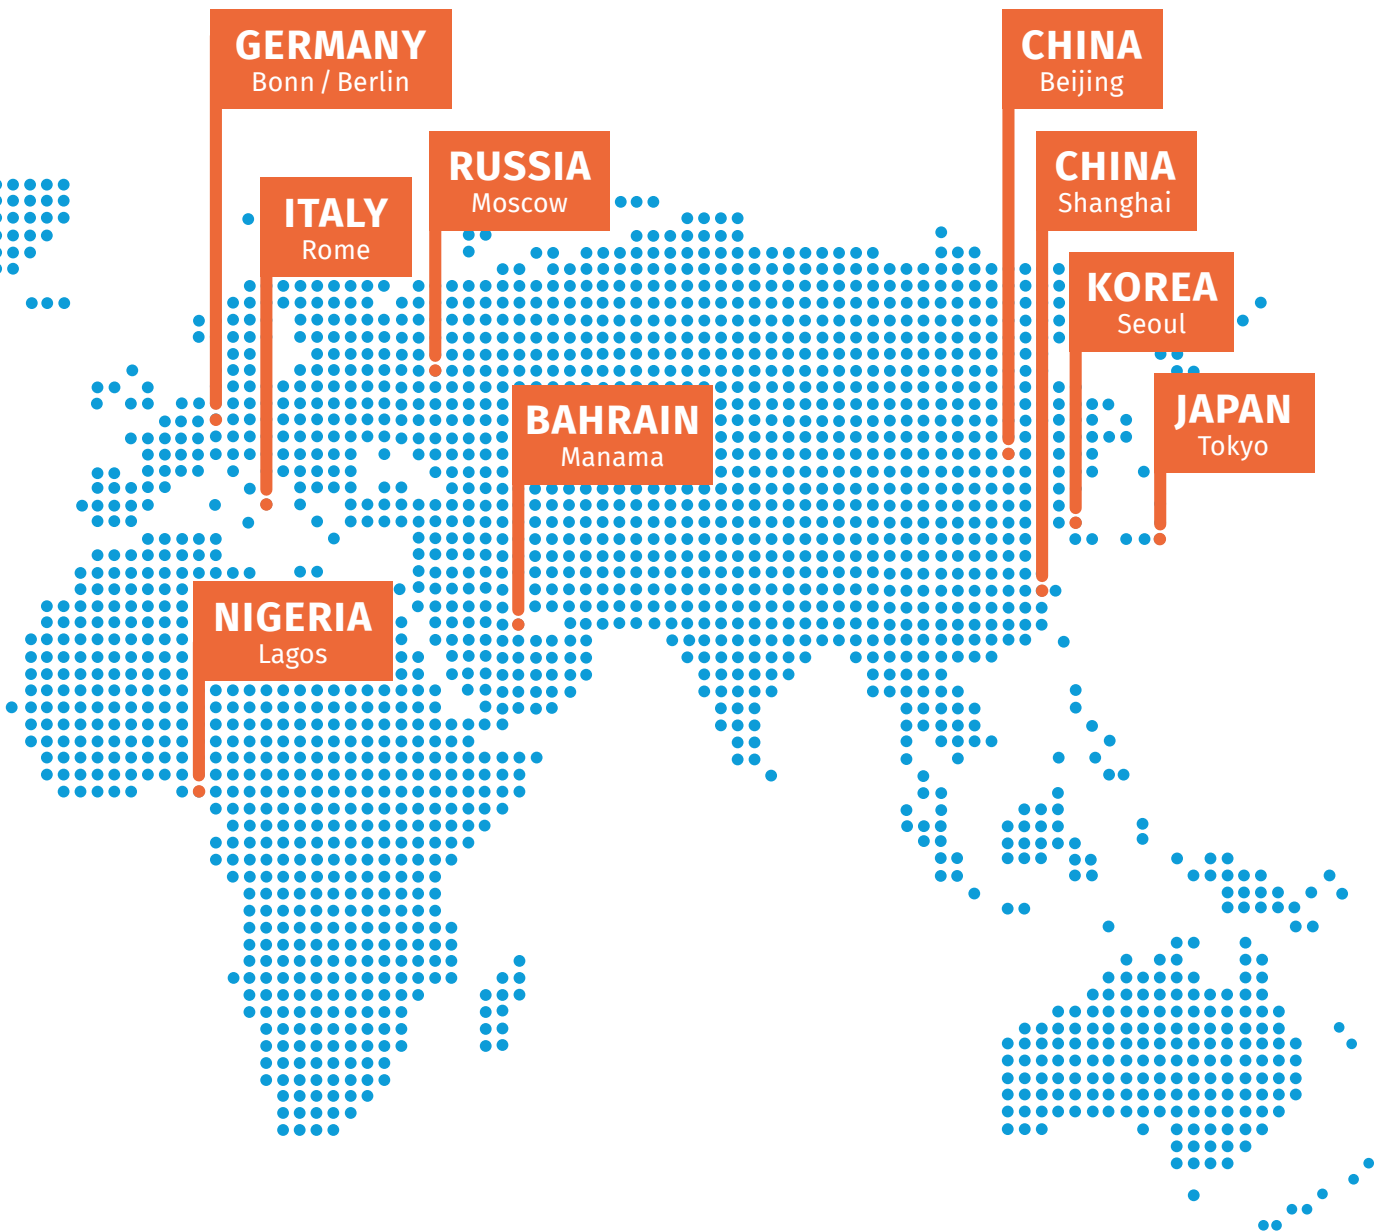 GERMANY
Bonn / Berlin
CHINA
Beijing
RUSSIA
Moscow
CHINA
Shanghai
ITALY
Rome
KOREA
Seoul
BAHRAIN
Manama
JAPAN
Tokyo
NIGERIA
Lagos